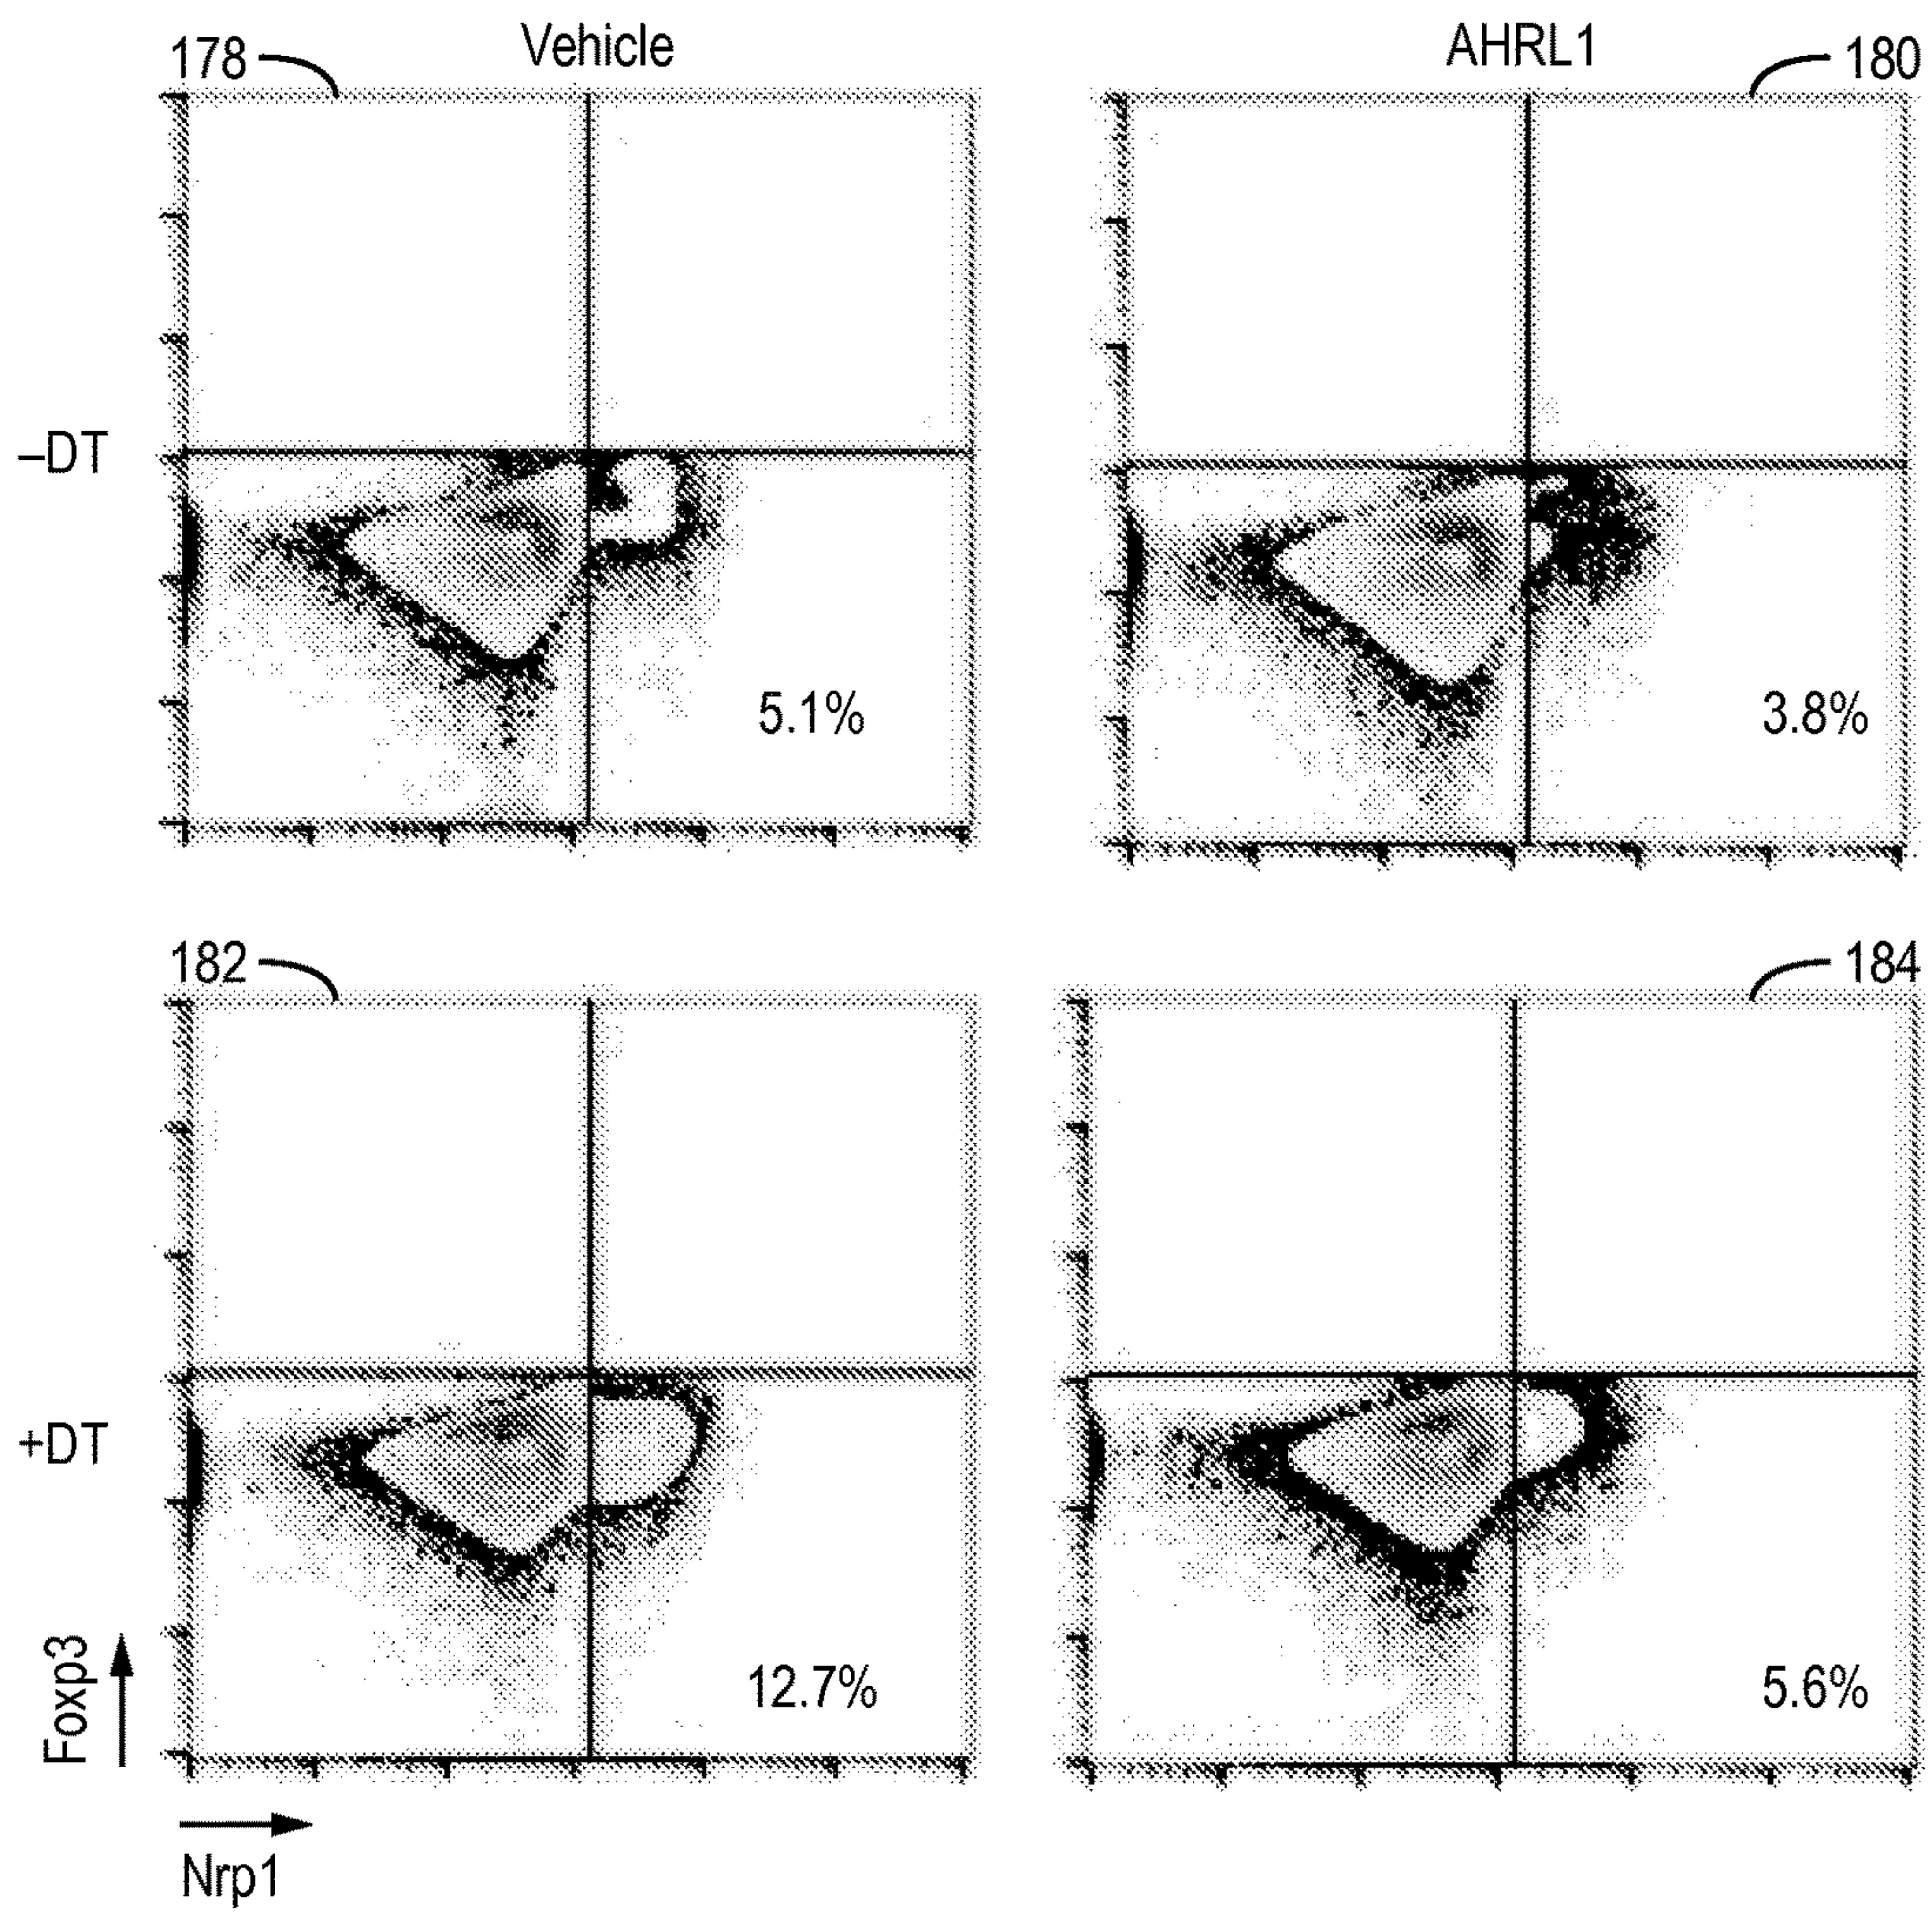 Vehicle
AHRL1
178
180
–DT
5.1%
3.8%
182
184
+DT
12.7%
5.6%
Foxp3
Nrp1